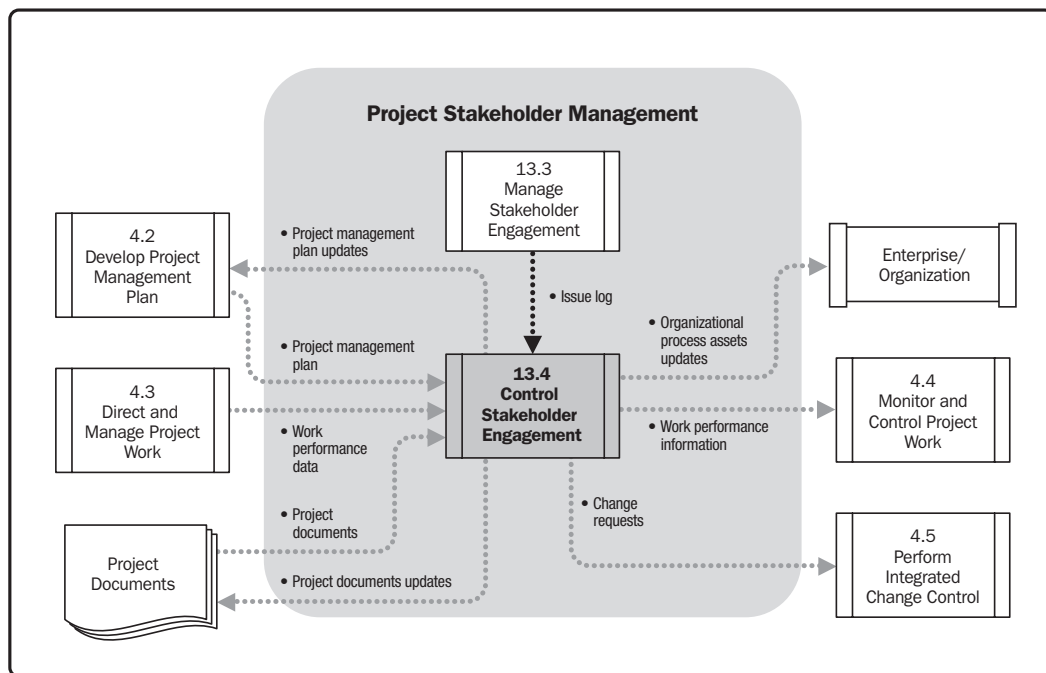 Project Stakeholder Management
13.3
Manage
Stakeholder
Engagement
4.2
Develop Project
Management
Plan
• Project management
plan updates
Enterprise/
Organization
• Issue log
• Organizational
process assets
updates
• Project management
plan
13.4
Control
Stakeholder
Engagement
4.3
Direct and
Manage Project
Work
• Work
performance
data
• Work performance
information
4.4
Monitor and
Control Project
Work
• Change
requests
• Project
documents
Project
Documents
• Project documents updates
4.5
Perform
Integrated
Change Control